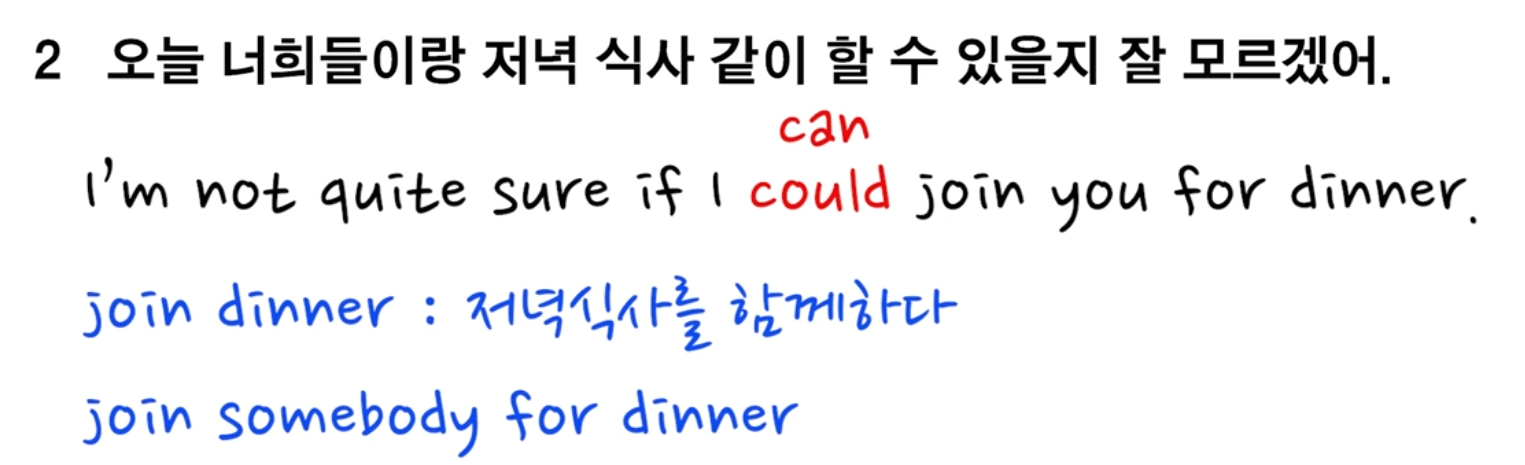 2 오늘 너희들이랑 저녁 식사 같이 할 수 있을지 잘 모르겠어.
can
I'm not quite sure if I could join you for dinner.
join dinner : 저녁식사를 함께하다
join somebody for dinner